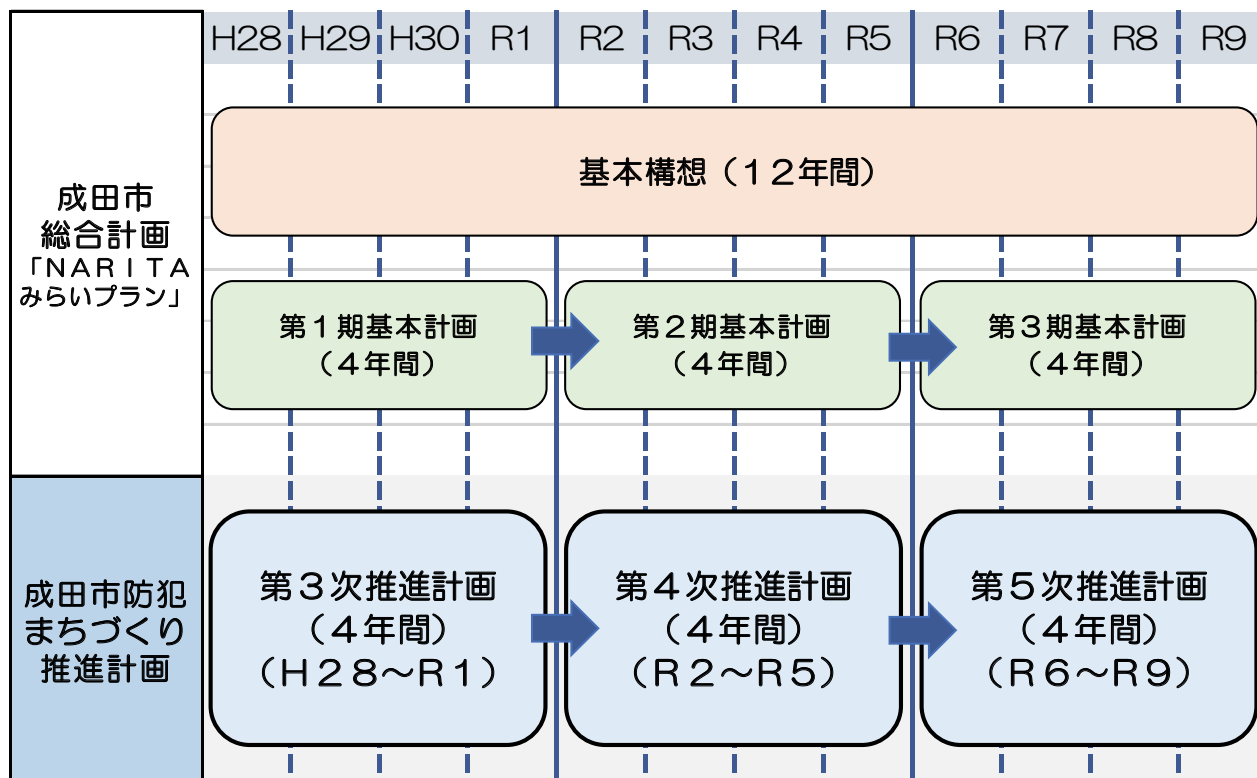 H28 H29 H30 R1 R2 R3 R4 R5 R6 R7 R8 R9
成田市
総合計画
「ＮＡＲＩＴＡ
みらいプラン」
基本構想（１２年間）
第１期基本計画
（４年間）
第２期基本計画
（４年間）
第３期基本計画
（４年間）
成田市防犯
まちづくり
推進計画
第３次推進計画
（４年間）
（Ｈ２８～Ｒ１）
第４次推進計画
（４年間）
（Ｒ２～Ｒ５）
第５次推進計画
（４年間）
（Ｒ６～Ｒ９）